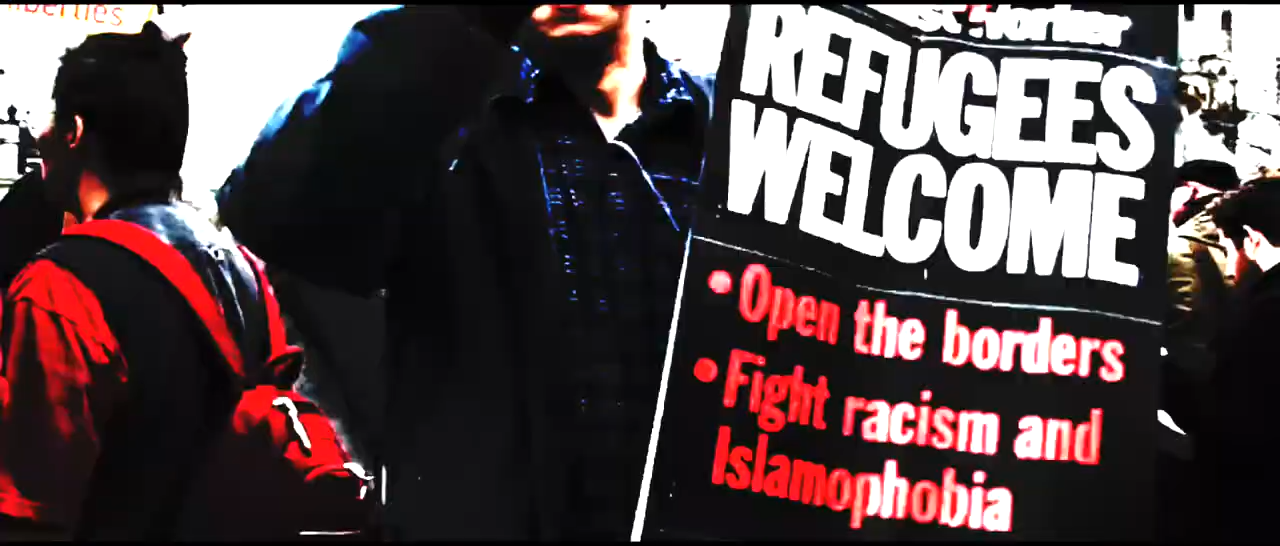 REFUGEES
WELCOME
• Open the borders
• Fight racism and
Islamophobia